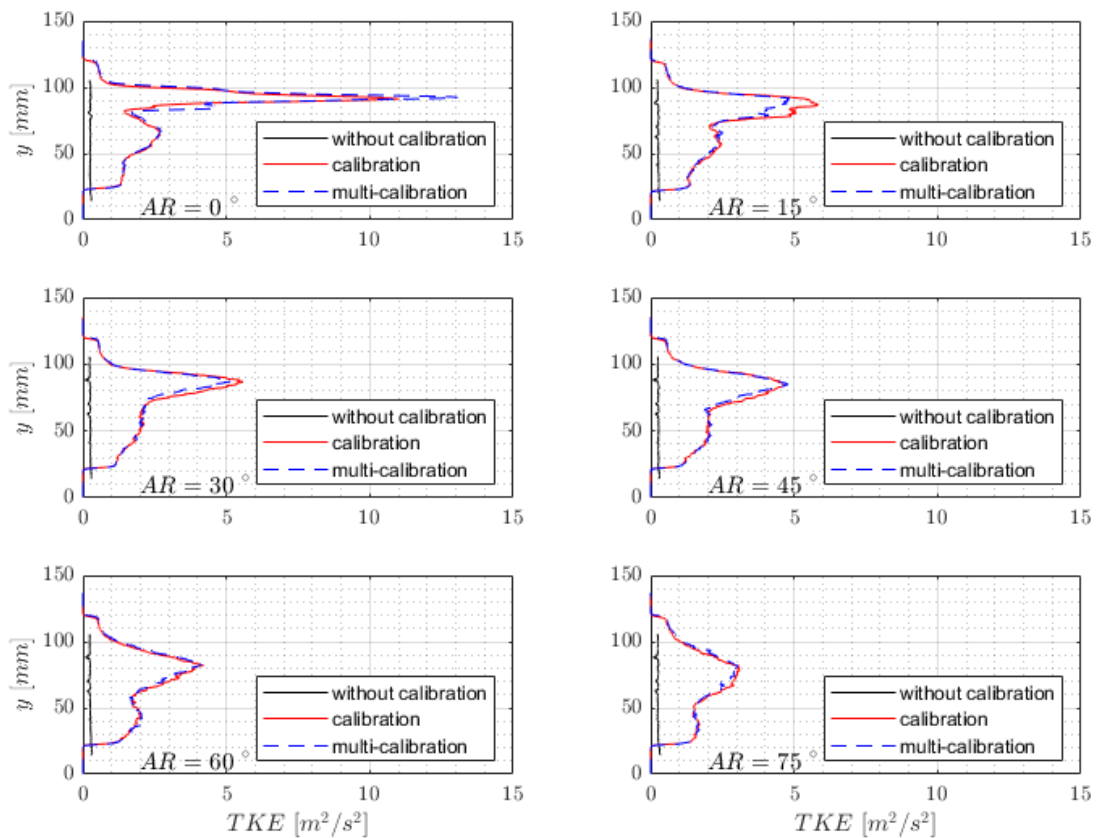 150
100
50
0
y [mm]
without calibration
calibration
multi-calibration
AR = 0 °
0 5 10 15
150
100
50
0
without calibration
calibration
multi-calibration
AR = 15 °
0 5 10 15
150
100
50
0
y [mm]
without calibration
calibration
multi-calibration
AR = 30 °
0 5 10 15
150
100
50
0
without calibration
calibration
multi-calibration
AR = 45 °
0 5 10 15
150
100
50
0
y [mm]
without calibration
calibration
multi-calibration
AR = 60 °
0 5 10 15
TKE [m²/s²]
150
100
50
0
without calibration
calibration
multi-calibration
AR = 75 °
0 5 10 15
TKE [m²/s²]